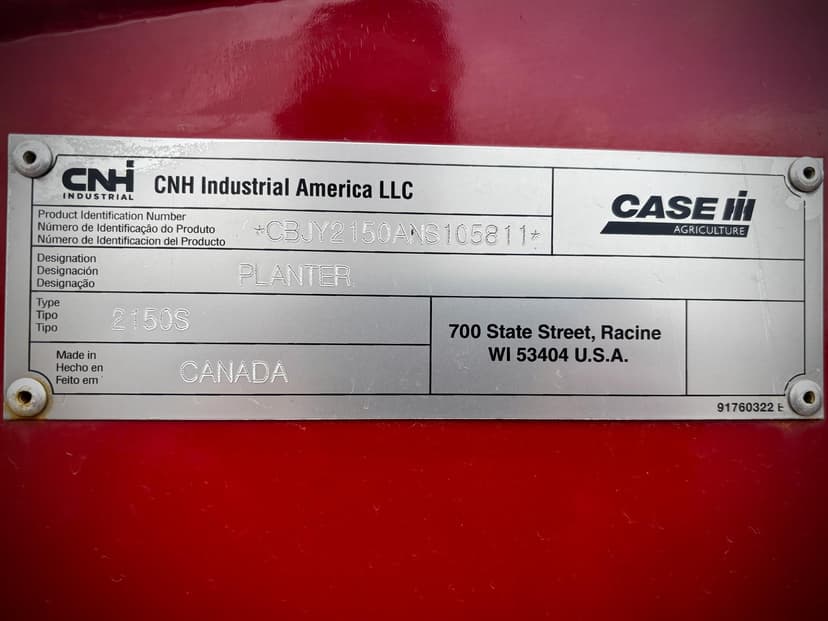 CNH
INDUSTRIAL
CNH Industrial America LLC
CASE IH
AGRICULTURE
Product Identification Number
Número de Identificação do Produto
Número de Identificacion del Producto
*CBJY2150ANS105811*
Designation
Designación
Designação
PLANTER
Type
Tipo
Tipo
2150S
700 State Street, Racine
WI 53404 U.S.A.
Made in
Hecho en
Feito em
CANADA
91760322 E